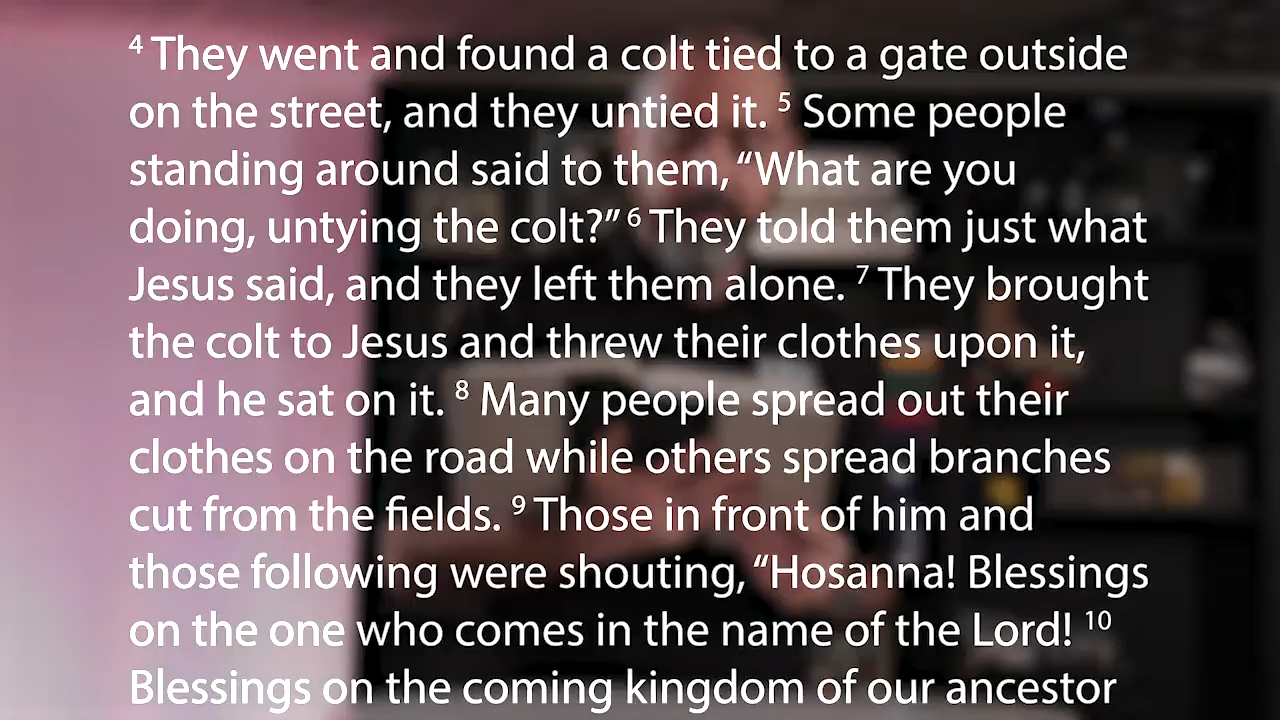 4 They went and found a colt tied to a gate outside
on the street, and they untied it. 5 Some people
standing around said to them, “What are you
doing, untying the colt?” 6 They told them just what
Jesus said, and they left them alone. 7 They brought
the colt to Jesus and threw their clothes upon it,
and he sat on it. 8 Many people spread out their
clothes on the road while others spread branches
cut from the fields. 9 Those in front of him and
those following were shouting, “Hosanna! Blessings
on the one who comes in the name of the Lord! 10
Blessings on the coming kingdom of our ancestor